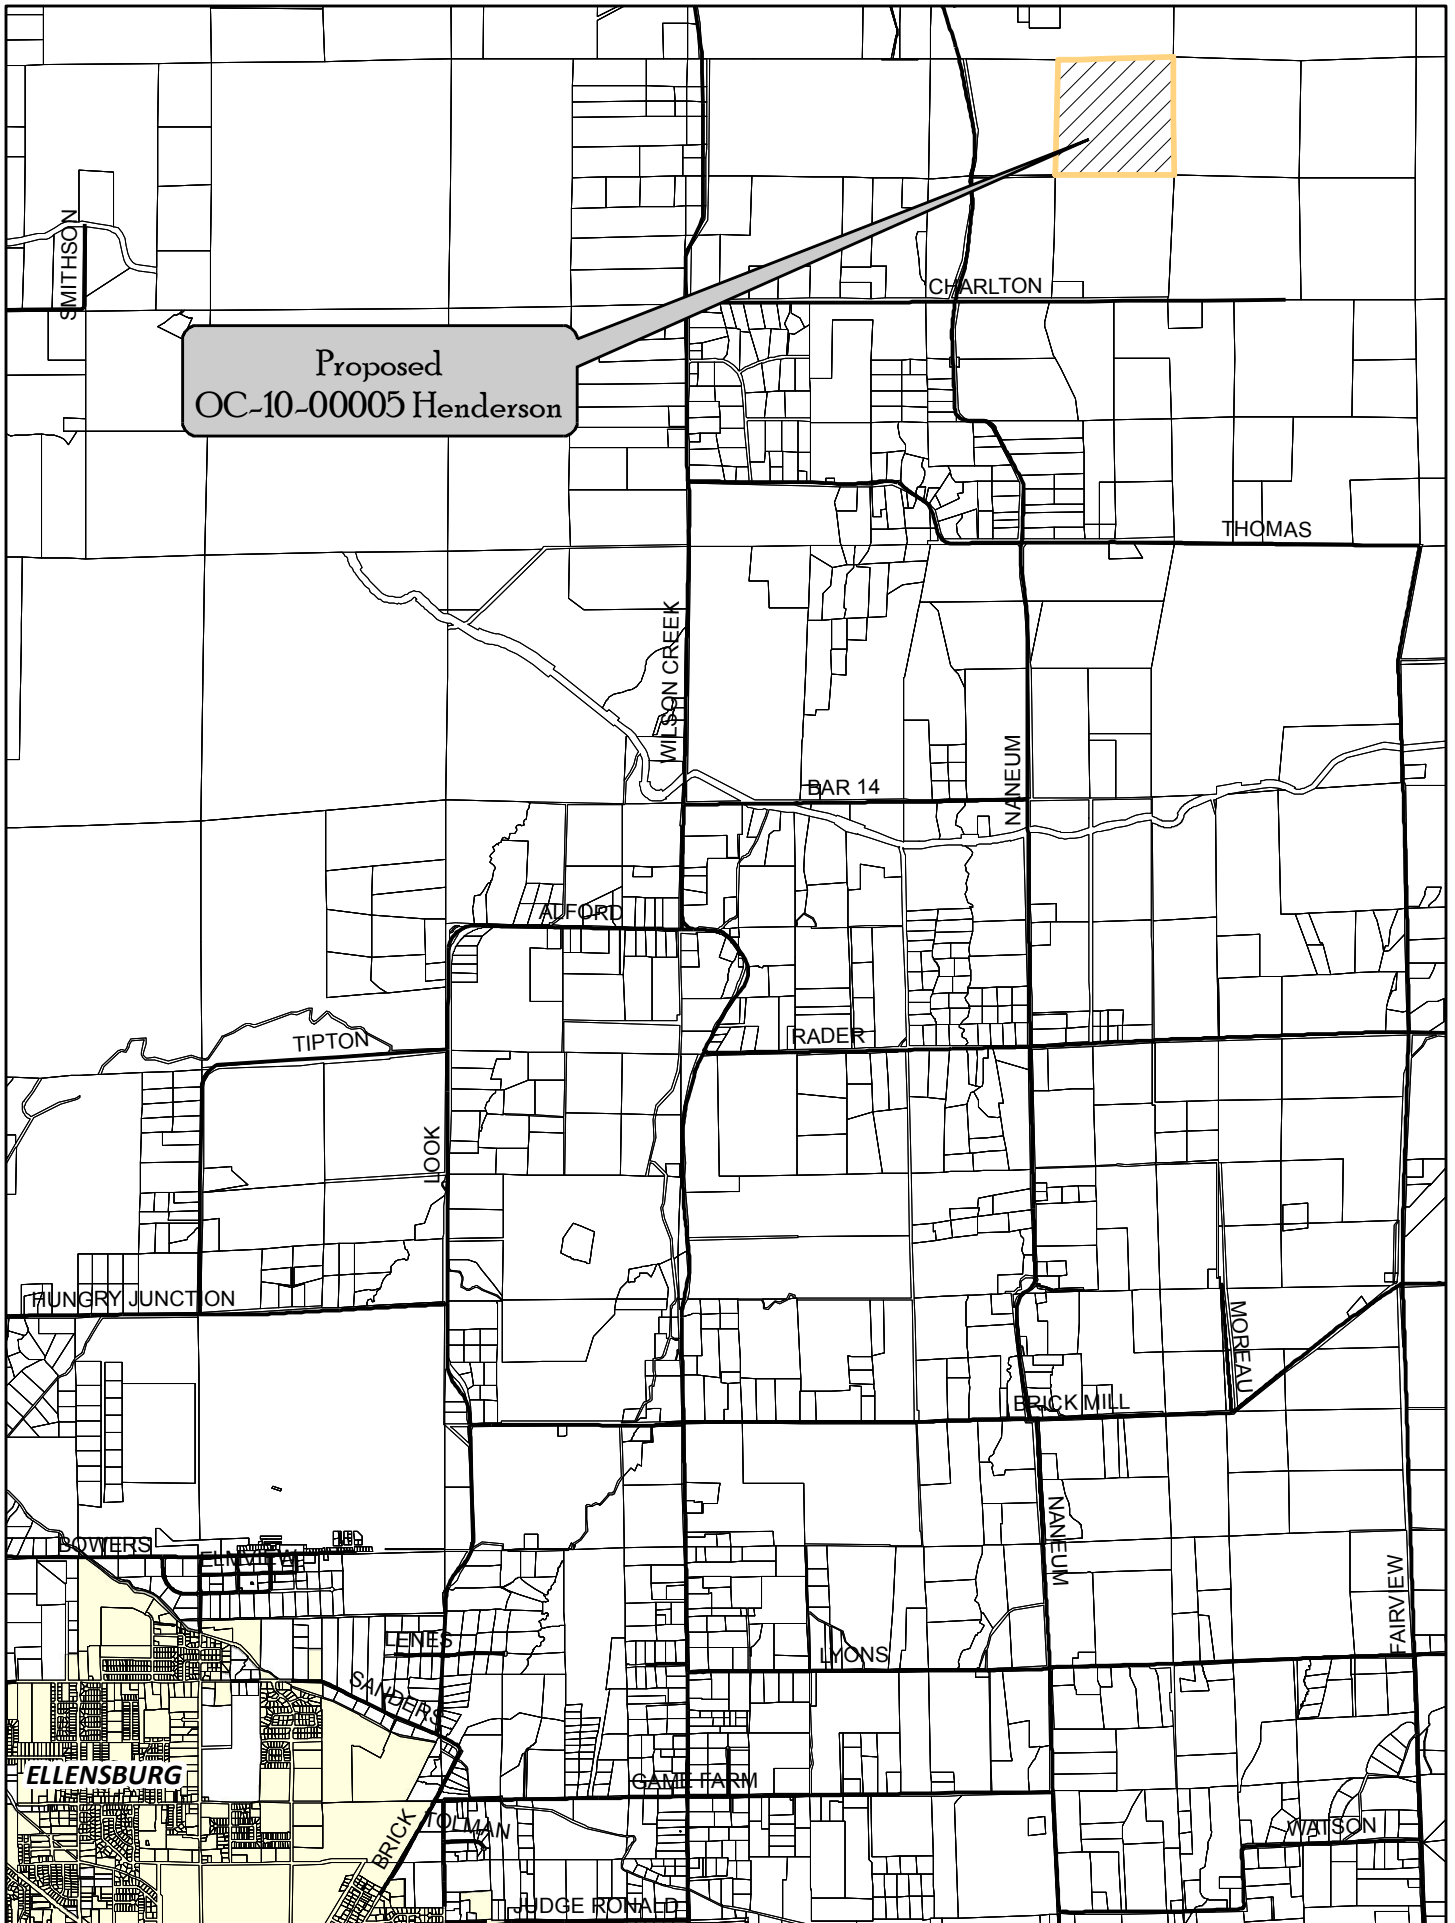 SMITHSON
CHARLTON
Proposed
OC-10-00005 Henderson
THOMAS
WILSON CREEK
NANEUM
BAR 14
ALFORD
TIPTON
RADER
LOOK
HUNGRY JUNCTION
MOREAU
BRICK MILL
NANEUM
BOWERS
ELMVIEW
FAIRVIEW
LENES
LYONS
SANDERS
ELLENSBURG
GAME FARM
BRICK
TOLMAN
WATSON
JUDGE RONALD